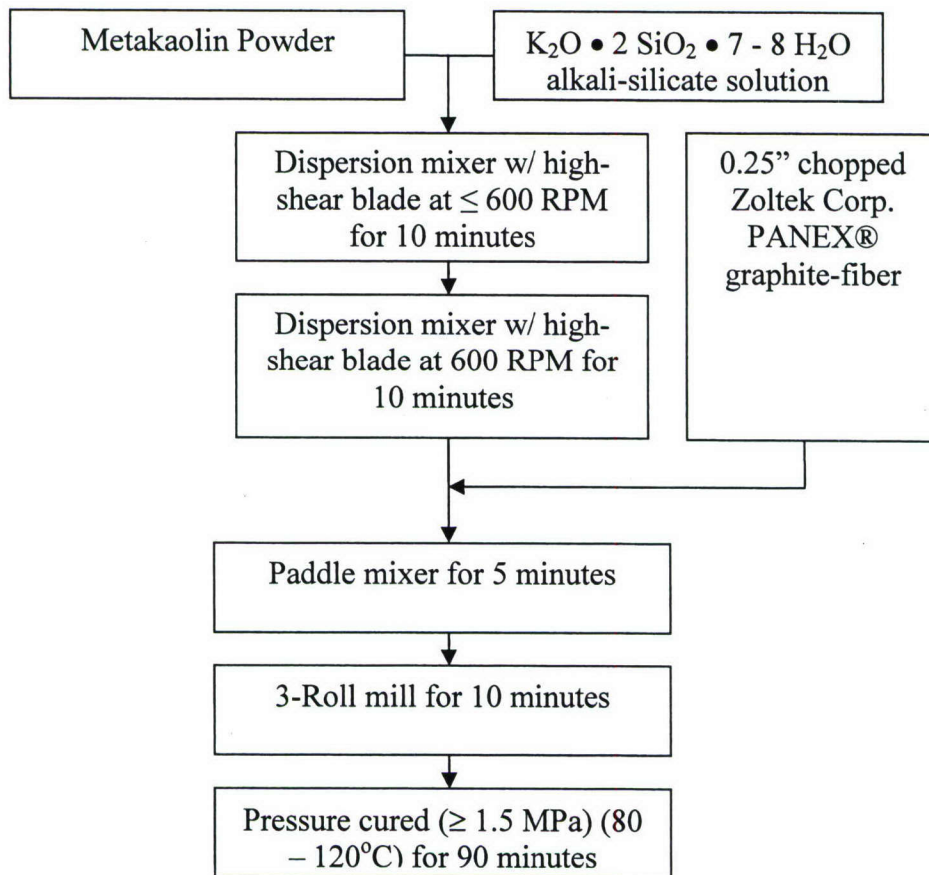 Metakaolin Powder
K₂O • 2 SiO₂ • 7 - 8 H₂O
alkali-silicate solution
Dispersion mixer w/ high-
shear blade at ≤ 600 RPM
for 10 minutes
0.25” chopped
Zoltek Corp.
PANEX®
graphite-fiber
Dispersion mixer w/ high-
shear blade at 600 RPM for
10 minutes
Paddle mixer for 5 minutes
3-Roll mill for 10 minutes
Pressure cured (≥ 1.5 MPa) (80
– 120°C) for 90 minutes